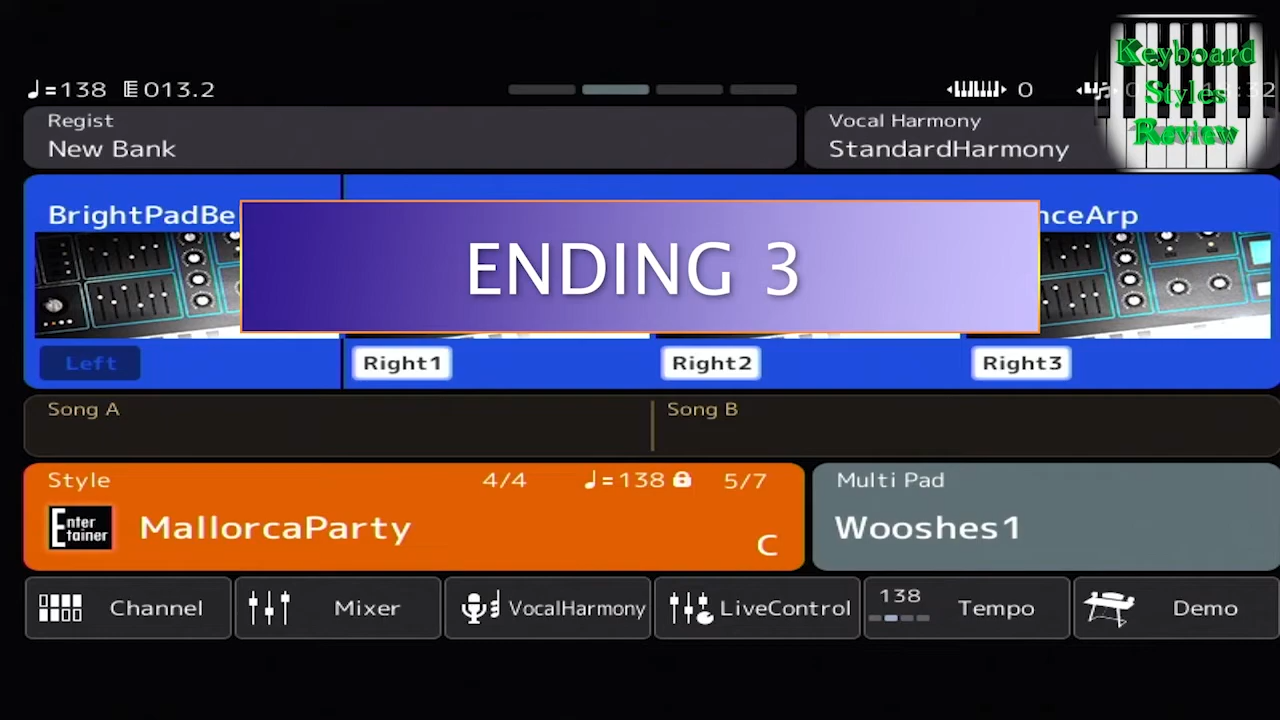 ♩=138 013.2
0
Keyboard
Styles
Review
Regist
New Bank
Vocal Harmony
StandardHarmony
BrightPadBe
nceArp
ENDING 3
Left
Right1
Right2
Right3
Song A
Song B
Style 4/4 ♩=138 5/7
Enter
tainer
MallorcaParty
C
Multi Pad
Wooshes1
Channel
Mixer
VocalHarmony
LiveControl
138
Tempo
Demo